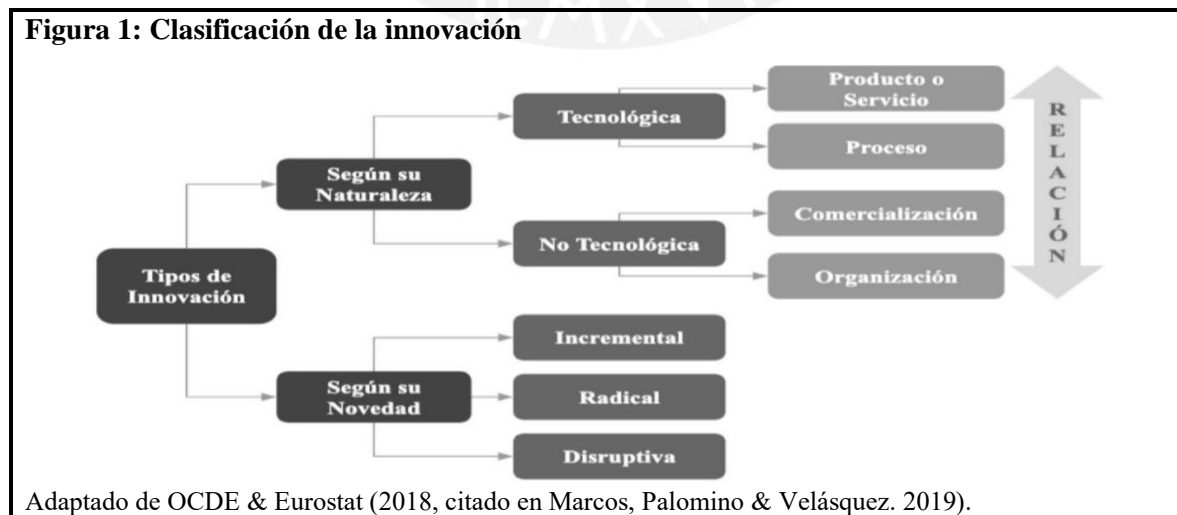 Figura 1: Clasificación de la innovación
Producto o
Servicio
Tecnológica
Proceso
Según su
Naturaleza
Comercialización
No Tecnológica
Organización
RELACIÓN
Tipos de
Innovación
Incremental
Según su
Novedad
Radical
Disruptiva
Adaptado de OCDE & Eurostat (2018, citado en Marcos, Palomino & Velásquez. 2019).